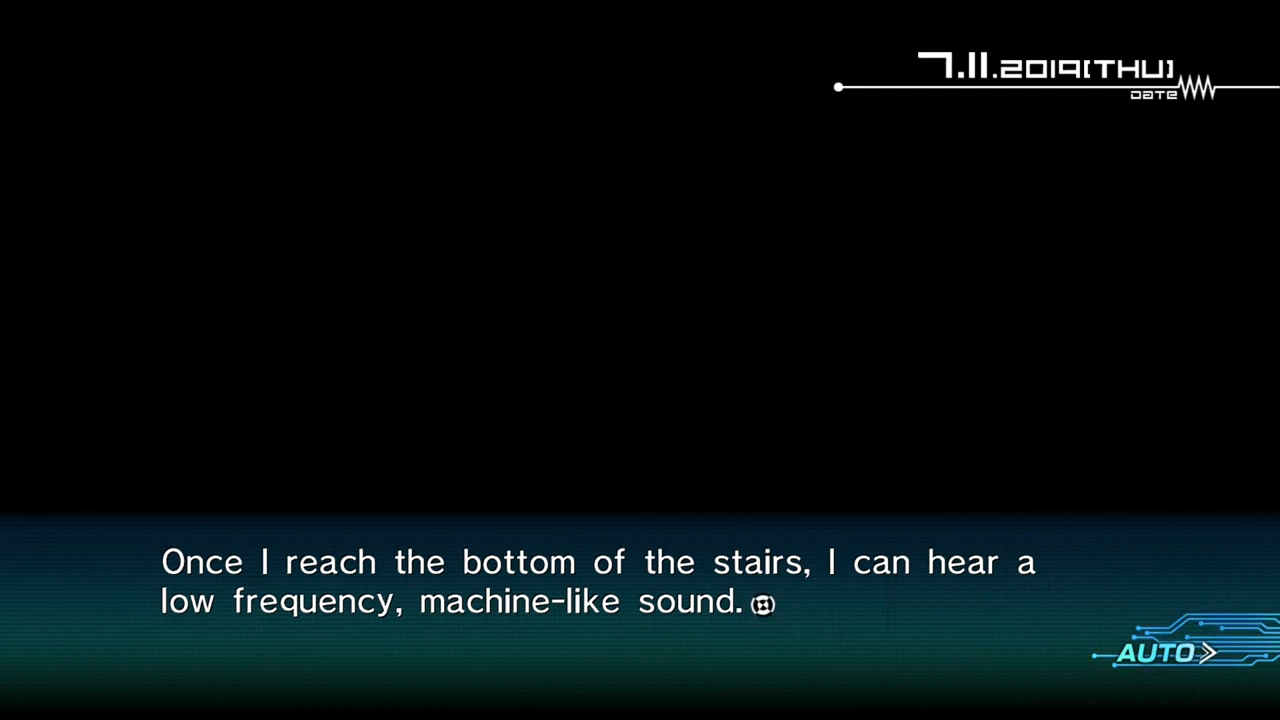 7.11.2019[THU]
DATE
Once I reach the bottom of the stairs, I can hear a
low frequency, machine-like sound.
AUTO